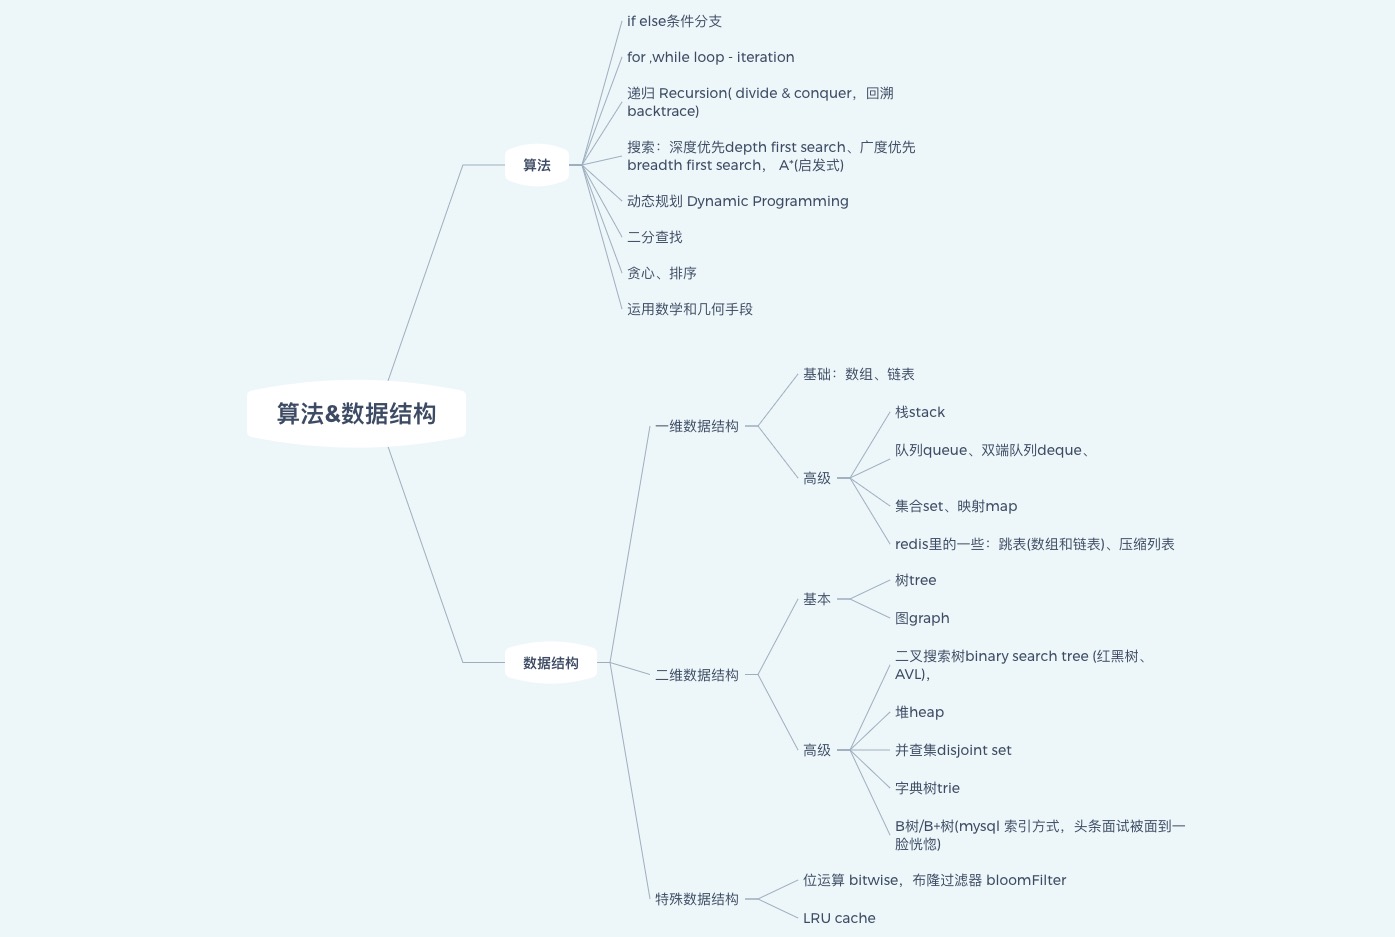 if else条件分支
for ,while loop - iteration
递归 Recursion( divide & conquer，回溯
backtrace)
搜索：深度优先depth first search、广度优先
breadth first search， A*(启发式)
算法
动态规划 Dynamic Programming
二分查找
贪心、排序
运用数学和几何手段
算法&数据结构
数据结构
一维数据结构
基础：数组、链表
高级
栈stack
队列queue、双端队列deque、
集合set、映射map
redis里的一些：跳表(数组和链表)、压缩列表
二维数据结构
基本
树tree
图graph
高级
二叉搜索树binary search tree (红黑树、
AVL)，
堆heap
并查集disjoint set
字典树trie
B树/B+树(mysql 索引方式，头条面试被面到一
脸恍惚)
特殊数据结构
位运算 bitwise，布隆过滤器 bloomFilter
LRU cache